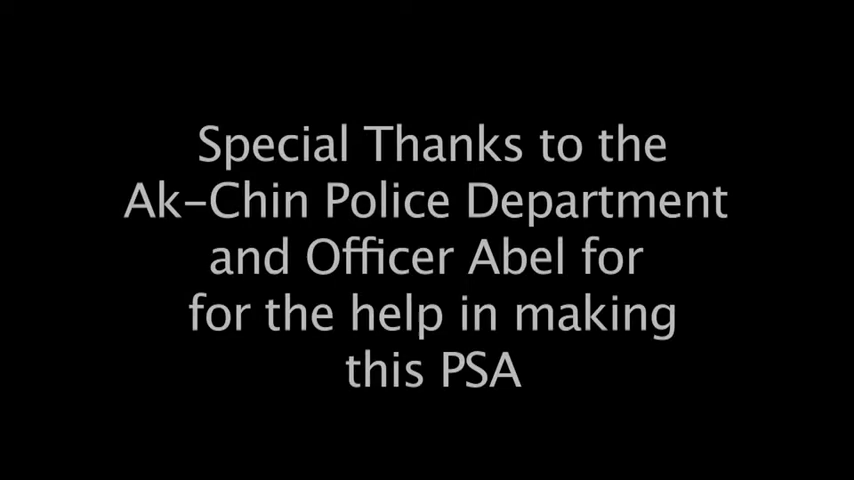 Special Thanks to the
Ak-Chin Police Department
and Officer Abel for
for the help in making
this PSA